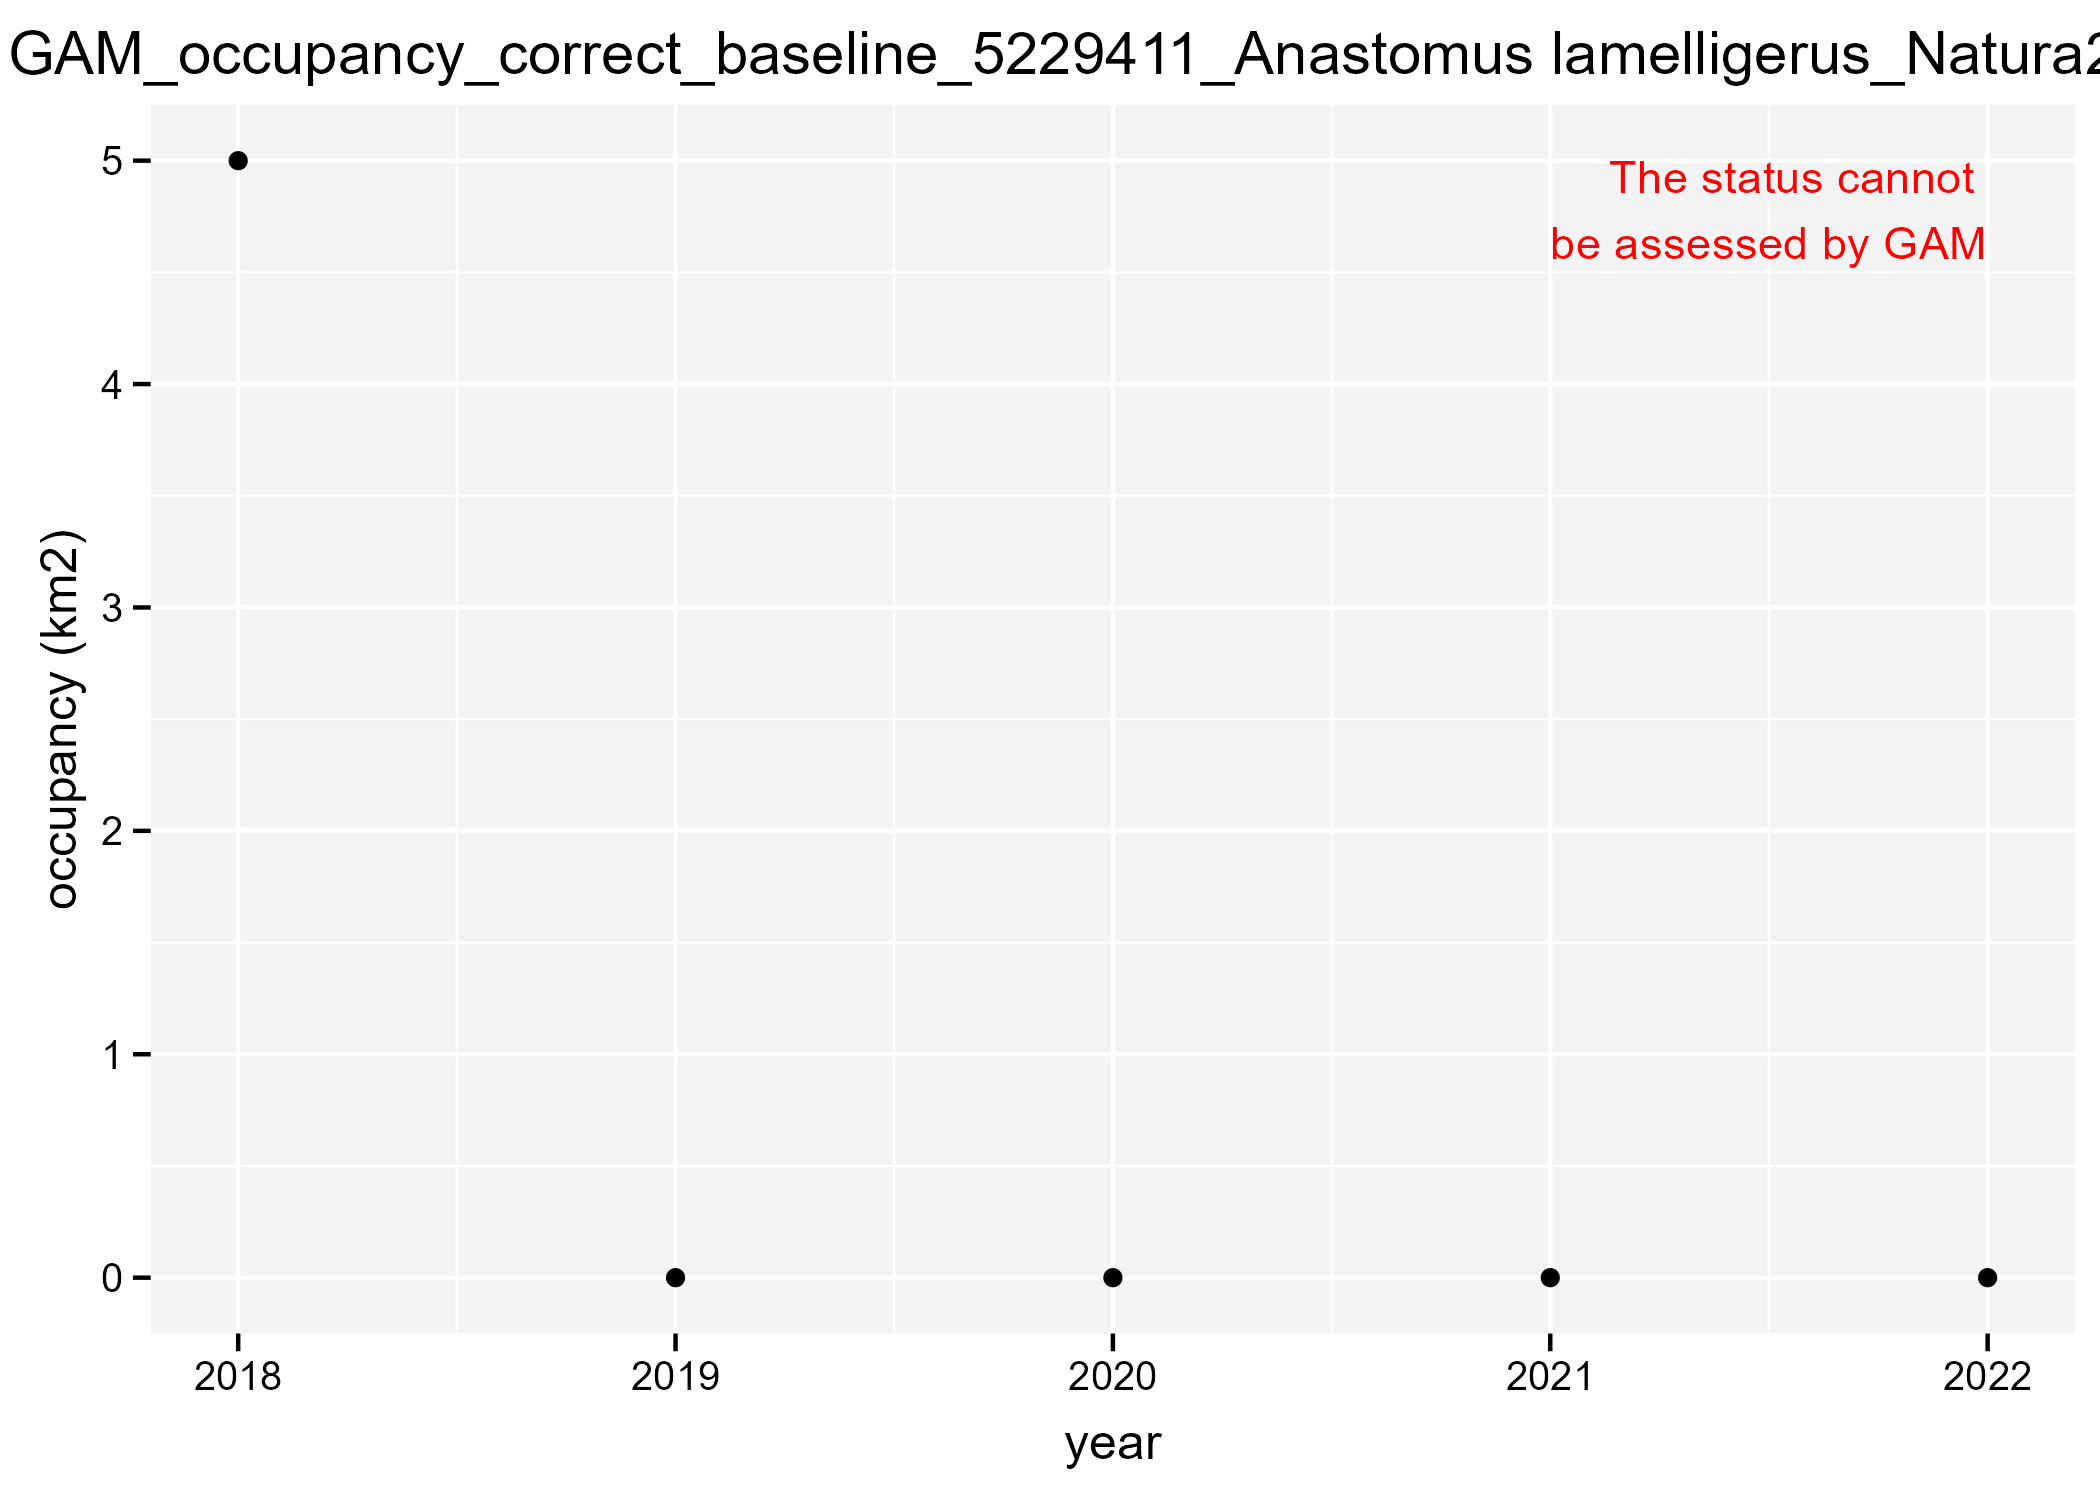 GAM_occupancy_correct_baseline_5229411_Anastomus lamelligerus_Natura2
5
The status cannot
be assessed by GAM
4
3
occupancy (km2)
2
1
0
2018 2019 2020 2021 2022
year